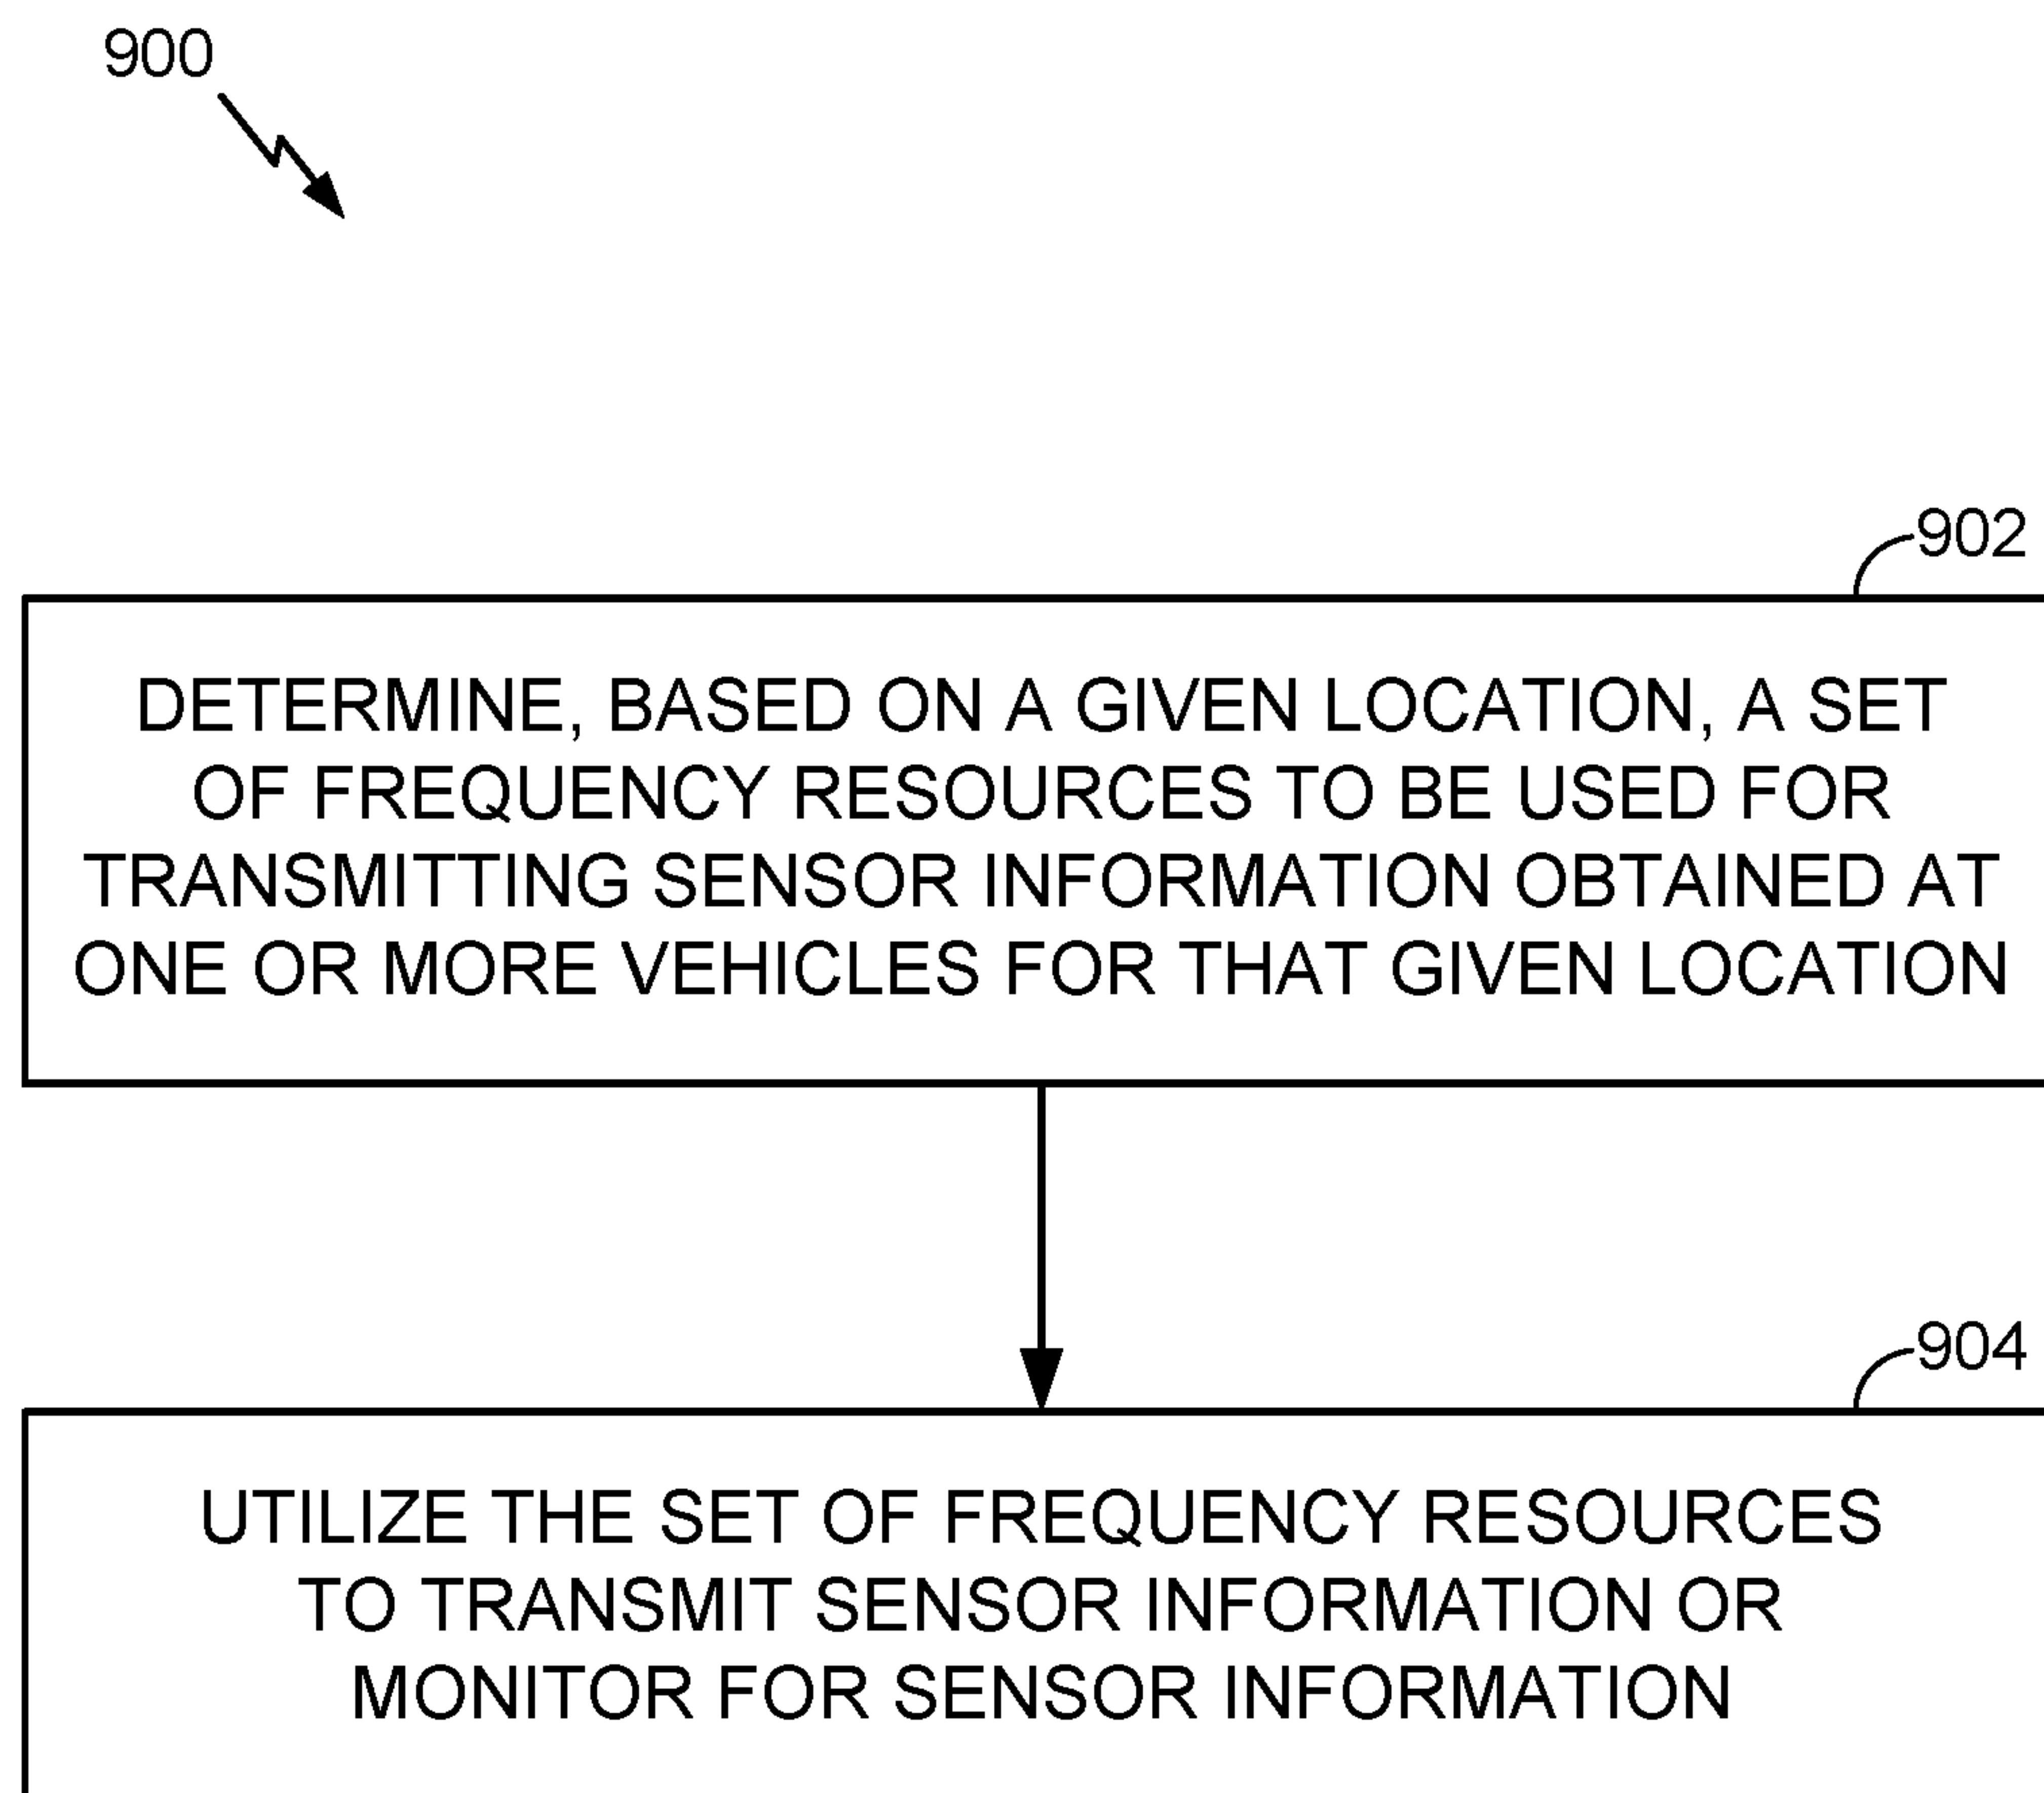 900
902
DETERMINE, BASED ON A GIVEN LOCATION, A SET
OF FREQUENCY RESOURCES TO BE USED FOR
TRANSMITTING SENSOR INFORMATION OBTAINED AT
ONE OR MORE VEHICLES FOR THAT GIVEN LOCATION
904
UTILIZE THE SET OF FREQUENCY RESOURCES
TO TRANSMIT SENSOR INFORMATION OR
MONITOR FOR SENSOR INFORMATION